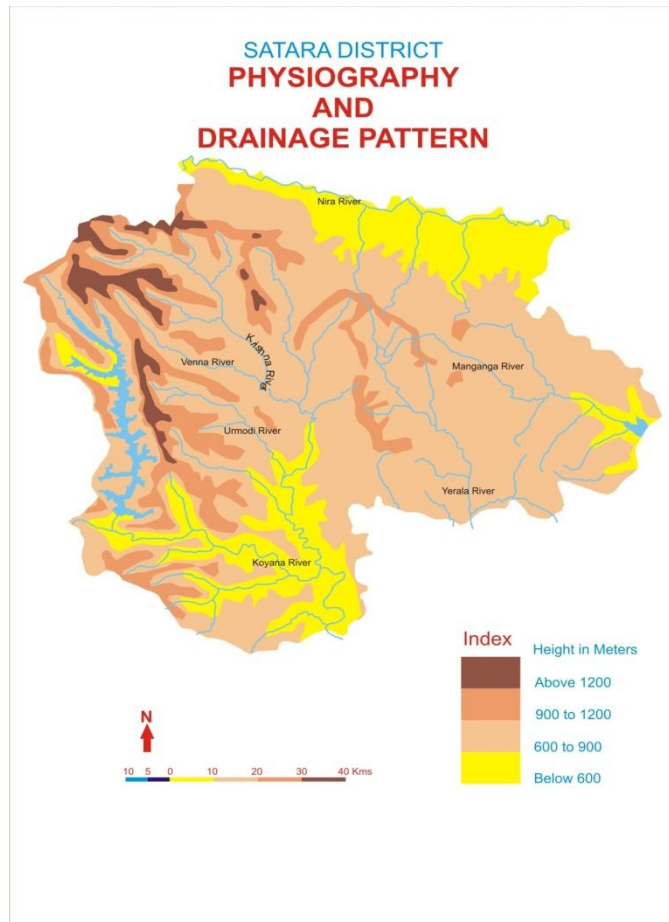 SATARA DISTRICT
PHYSIOGRAPHY
AND
DRAINAGE PATTERN
Nira River
Krishna River
Venna River
Manganga River
Urmodi River
Yerala River
Koyana River
Index
Height in Meters
Above 1200
900 to 1200
600 to 900
Below 600
N
10 5 0 10 20 30 40 Kms